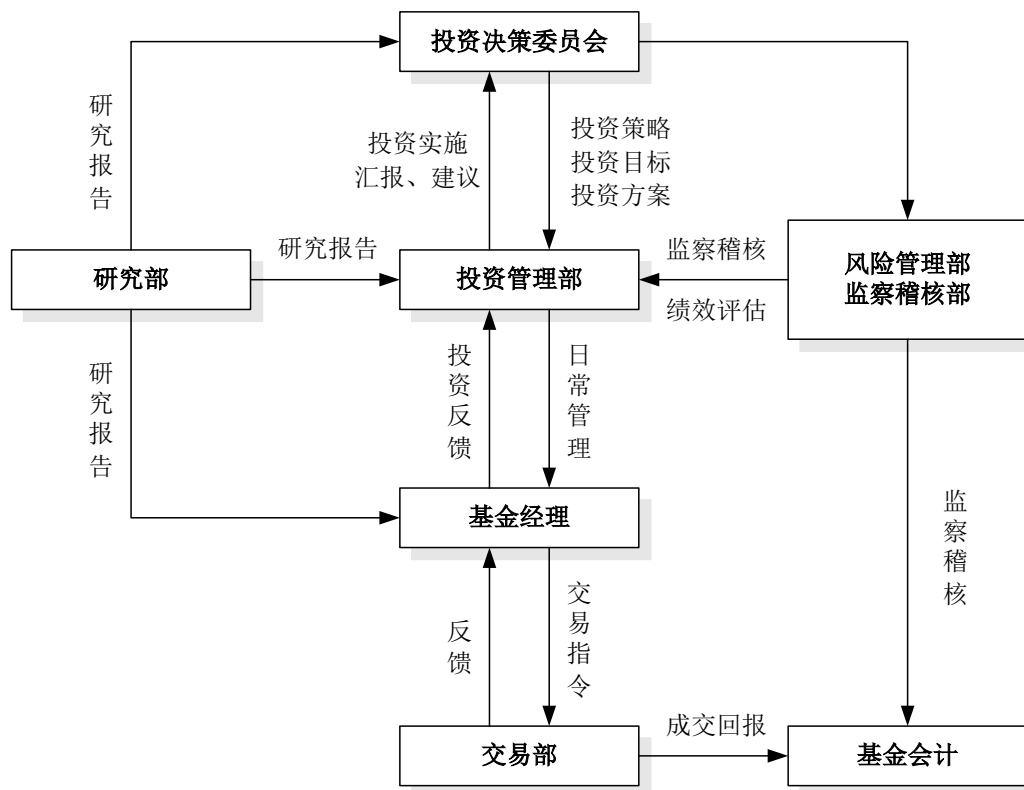 投资决策委员会
研究报告
投资实施
汇报、建议
投资策略
投资目标
投资方案
研究部
研究报告
投资管理部
监察稽核
绩效评估
风险管理部
监察稽核部
研究报告
投资反馈
日常管理
基金经理
监察稽核
反馈
交易指令
交易部
成交回报
基金会计